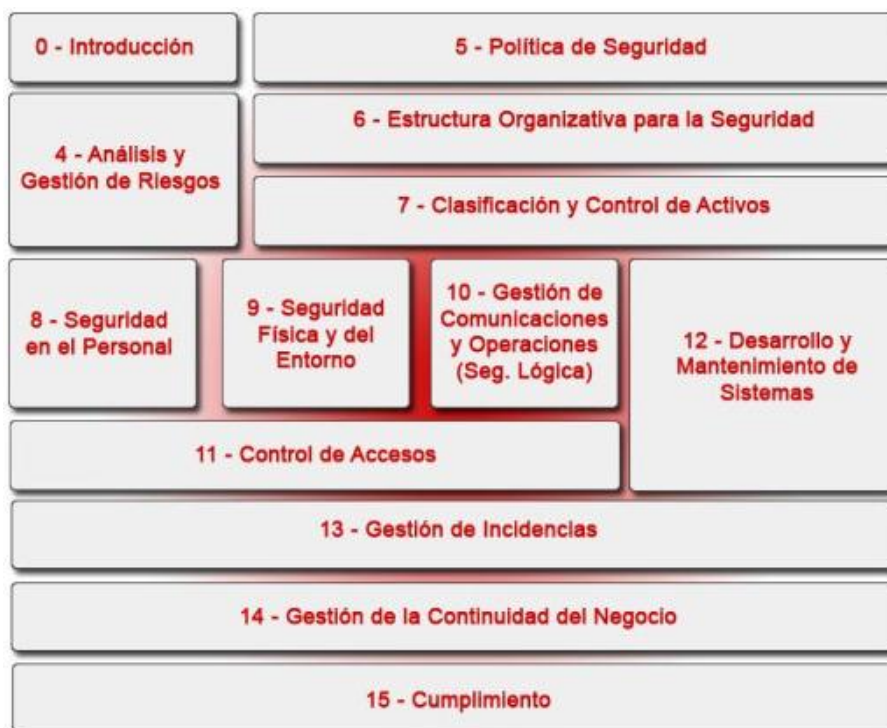 0 - Introducción
5 - Política de Seguridad
4 - Análisis y
Gestión de Riesgos
6 - Estructura Organizativa para la Seguridad
7 - Clasificación y Control de Activos
8 - Seguridad
en el Personal
9 - Seguridad
Física y del
Entorno
10 - Gestión de
Comunicaciones
y Operaciones
(Seg. Lógica)
12 - Desarrollo y
Mantenimiento de
Sistemas
11 - Control de Accesos
13 - Gestión de Incidencias
14 - Gestión de la Continuidad del Negocio
15 - Cumplimiento